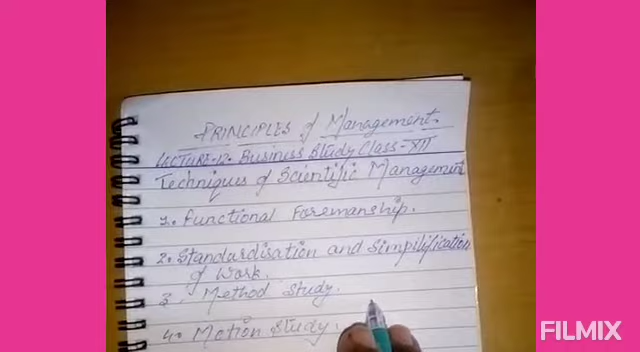 PRINCIPLES of Management.
LECTURE-12. Business Study Class-XII
Techniques of Scientific Management
1. Functional Foremanship.
2. Standardisation and Simplification
of Work.
3. Method Study.
4. Motion Study.
FILMIX